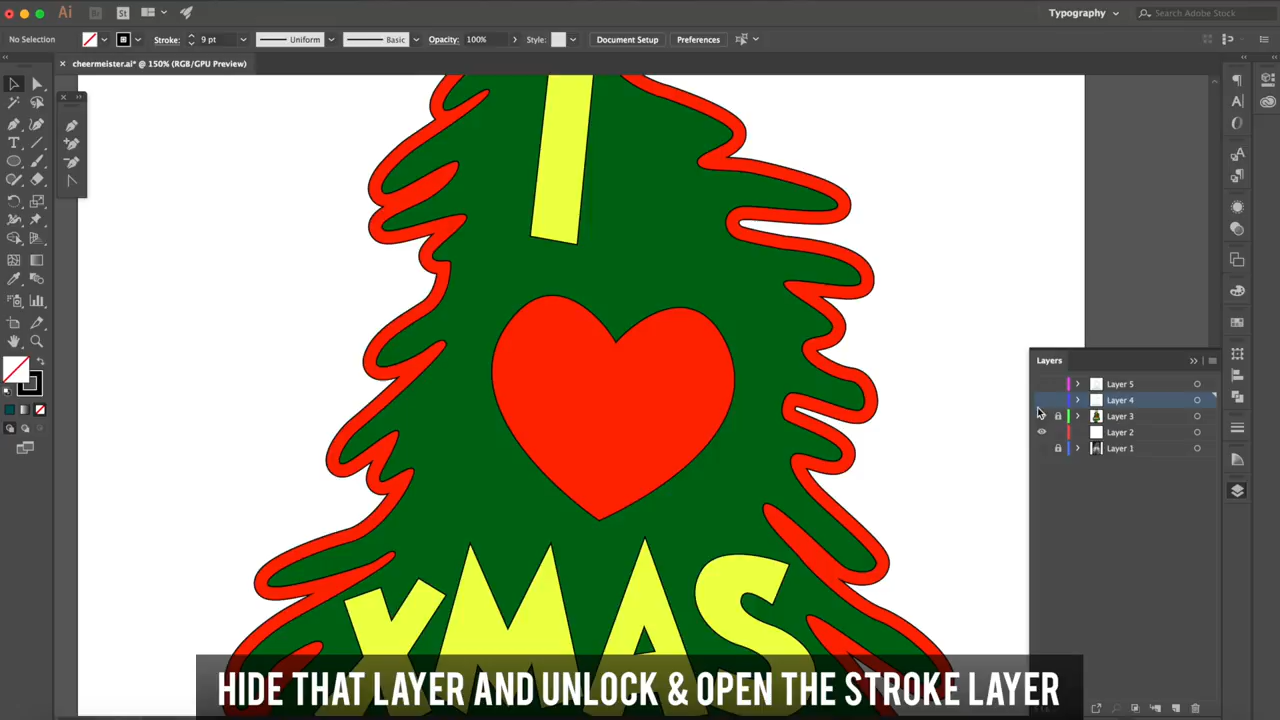 Ai Br St Typography Search Adobe Stock
No Selection Stroke: 9 pt Uniform Basic Opacity: 100% Style: Document Setup Preferences
× cheermeister.ai* @ 150% (RGB/GPU Preview)
I
XMAS
Layers
Layer 5
Layer 4
Layer 3
Layer 2
Layer 1
HIDE THAT LAYER AND UNLOCK & OPEN THE STROKE LAYER